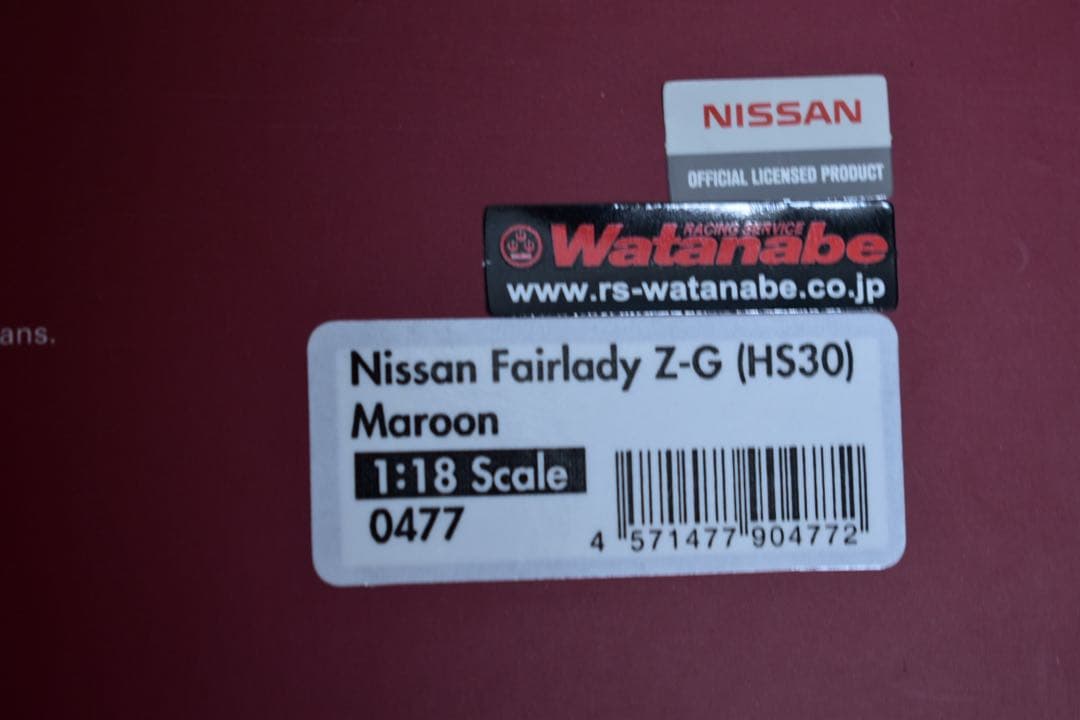 NISSAN
OFFICIAL LICENSED PRODUCT
RACING SERVICE
Watanabe
www.rs-watanabe.co.jp
ans.
Nissan Fairlady Z-G (HS30)
Maroon
1:18 Scale
0477
4 571477 904772